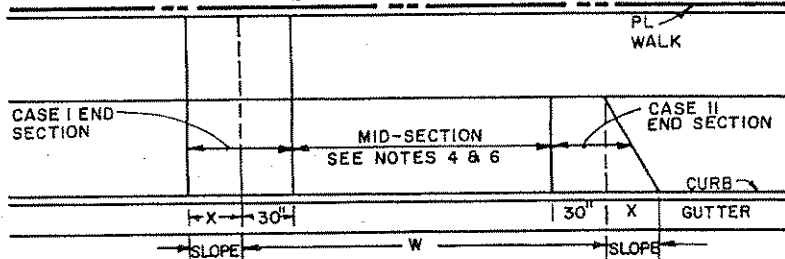 PL
WALK
CASE I END
SECTION
MID-SECTION
SEE NOTES 4 & 6
CASE II
END SECTION
CURB
X 30" 30" X GUTTER
SLOPE W SLOPE